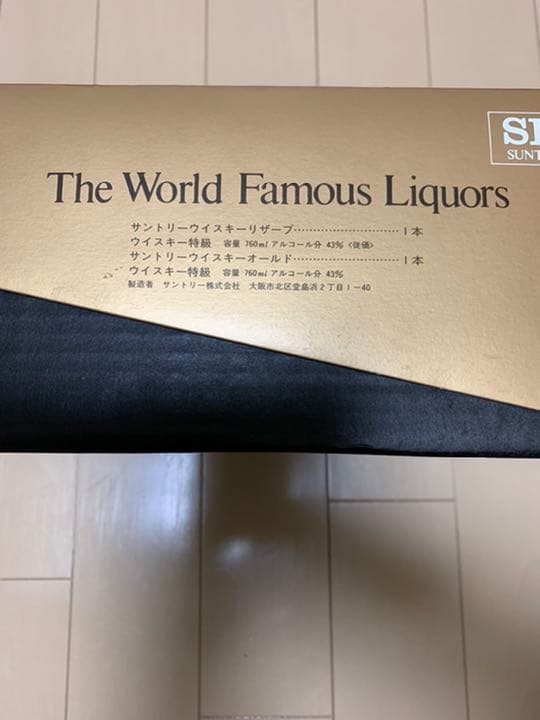 The World Famous Liquors
サントリーウイスキーリザーブ……………………1本
ウイスキー特級 容量 760ml アルコール分 43% <従価>
サントリーウイスキーオールド……………………1本
ウイスキー特級 容量 760ml アルコール分 43%
製造者 サントリー株式会社 大阪市北区堂島浜2丁目1-40